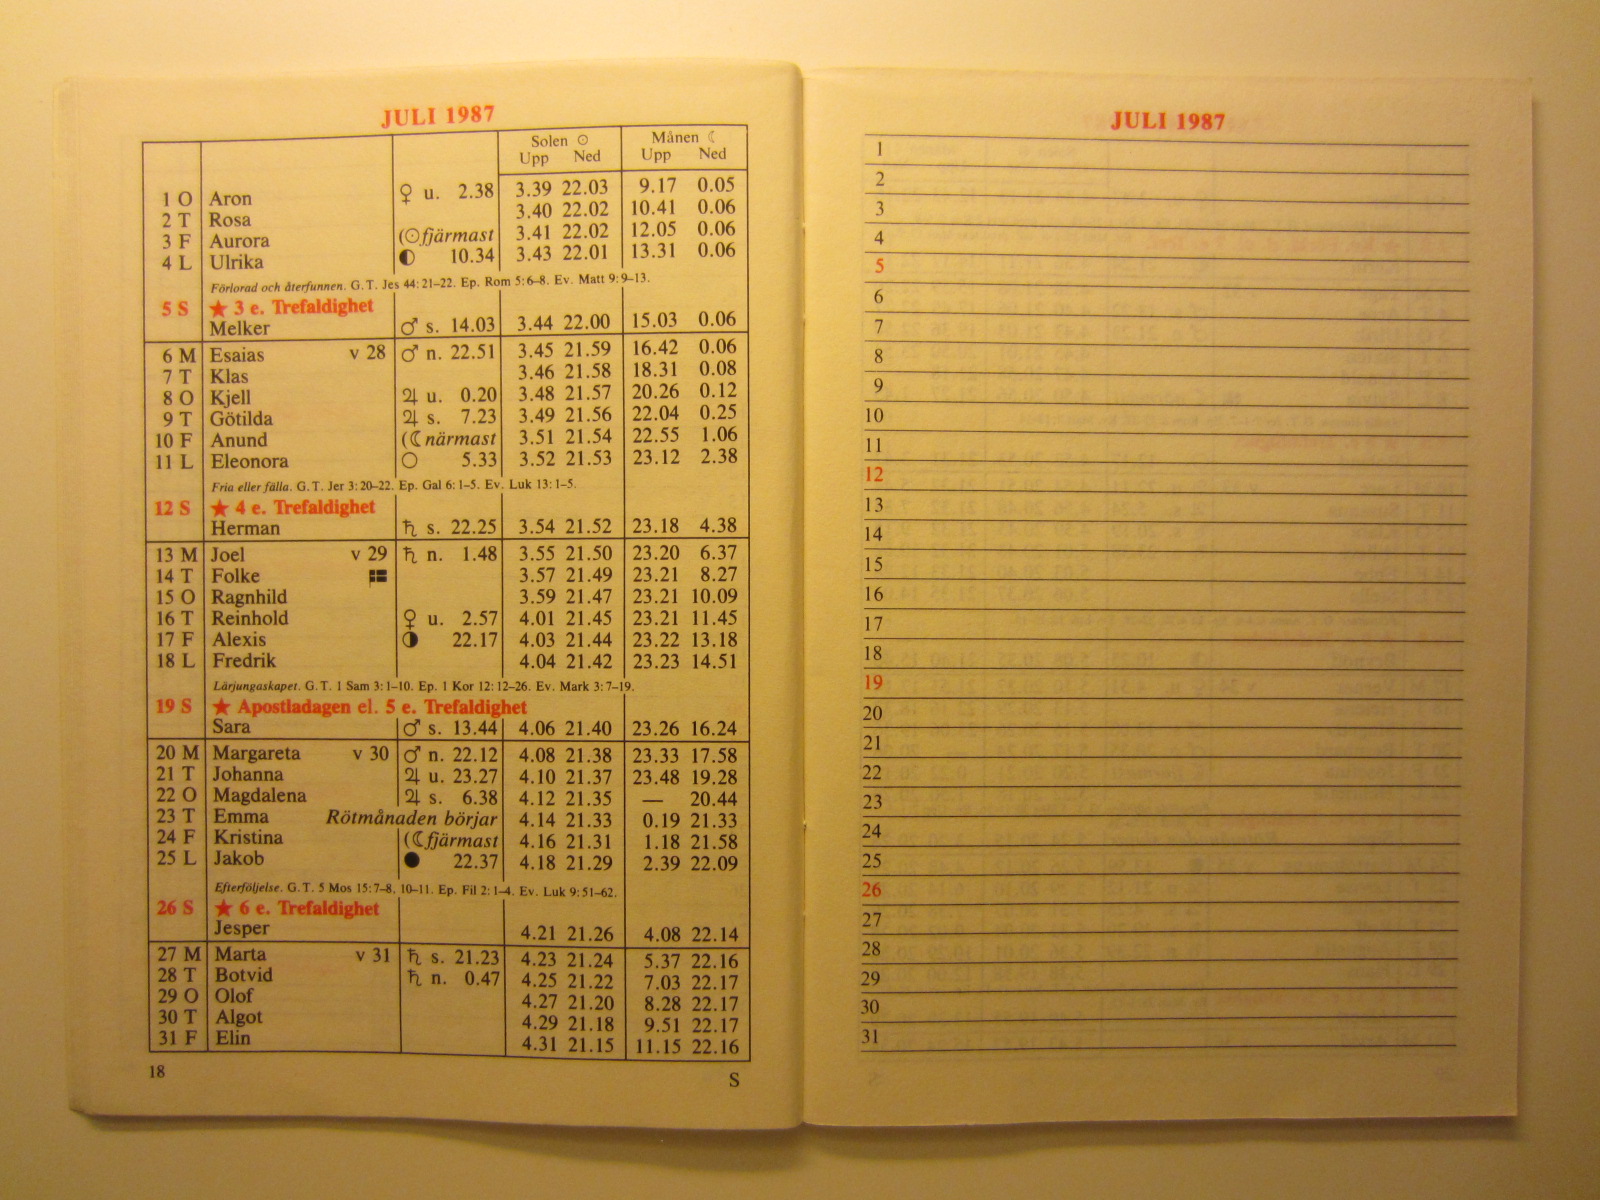 JULI 1987
Solen ☉ Månen ☾
Upp Ned Upp Ned
1 O Aron ♀ u. 2.38 3.39 22.03 9.17 0.05
2 T Rosa 3.40 22.02 10.41 0.06
3 F Aurora (☉fjärmast 3.41 22.02 12.05 0.06
4 L Ulrika ◐ 10.34 3.43 22.01 13.31 0.06
Förlorad och återfunnen. G.T. Jes 44:21–22. Ep. Rom 5:6–8. Ev. Matt 9:9–13.
5 S ★ 3 e. Trefaldighet
Melker ♂ s. 14.03 3.44 22.00 15.03 0.06
6 M Esaias v 28 ♂ n. 22.51 3.45 21.59 16.42 0.06
7 T Klas 3.46 21.58 18.31 0.08
8 O Kjell ♃ u. 0.20 3.48 21.57 20.26 0.12
9 T Götilda ♃ s. 7.23 3.49 21.56 22.04 0.25
10 F Anund (☾närmast 3.51 21.54 22.55 1.06
11 L Eleonora ○ 5.33 3.52 21.53 23.12 2.38
Fria eller fälla. G.T. Jer 3:20–22. Ep. Gal 6:1–5. Ev. Luk 13:1–5.
12 S ★ 4 e. Trefaldighet
Herman ♄ s. 22.25 3.54 21.52 23.18 4.38
13 M Joel v 29 ♄ n. 1.48 3.55 21.50 23.20 6.37
14 T Folke 3.57 21.49 23.21 8.27
15 O Ragnhild 3.59 21.47 23.21 10.09
16 T Reinhold ♀ u. 2.57 4.01 21.45 23.21 11.45
17 F Alexis ◑ 22.17 4.03 21.44 23.22 13.18
18 L Fredrik 4.04 21.42 23.23 14.51
Lärjungaskapet. G.T. 1 Sam 3:1–10. Ep. 1 Kor 12:12–26. Ev. Mark 3:7–19.
19 S ★ Apostladagen el. 5 e. Trefaldighet
Sara ♂ s. 13.44 4.06 21.40 23.26 16.24
20 M Margareta v 30 ♂ n. 22.12 4.08 21.38 23.33 17.58
21 T Johanna ♃ u. 23.27 4.10 21.37 23.48 19.28
22 O Magdalena ♃ s. 6.38 4.12 21.35 — 20.44
23 T Emma Rötmånaden börjar 4.14 21.33 0.19 21.33
24 F Kristina (☾fjärmast 4.16 21.31 1.18 21.58
25 L Jakob ● 22.37 4.18 21.29 2.39 22.09
Efterföljelse. G.T. 5 Mos 15:7–8, 10–11. Ep. Fil 2:1–4. Ev. Luk 9:51–62.
26 S ★ 6 e. Trefaldighet
Jesper 4.21 21.26 4.08 22.14
27 M Marta v 31 ♄ s. 21.23 4.23 21.24 5.37 22.16
28 T Botvid ♄ n. 0.47 4.25 21.22 7.03 22.17
29 O Olof 4.27 21.20 8.28 22.17
30 T Algot 4.29 21.18 9.51 22.17
31 F Elin 4.31 21.15 11.15 22.16
18 S
JULI 1987
1
2
3
4
5
6
7
8
9
10
11
12
13
14
15
16
17
18
19
20
21
22
23
24
25
26
27
28
29
30
31